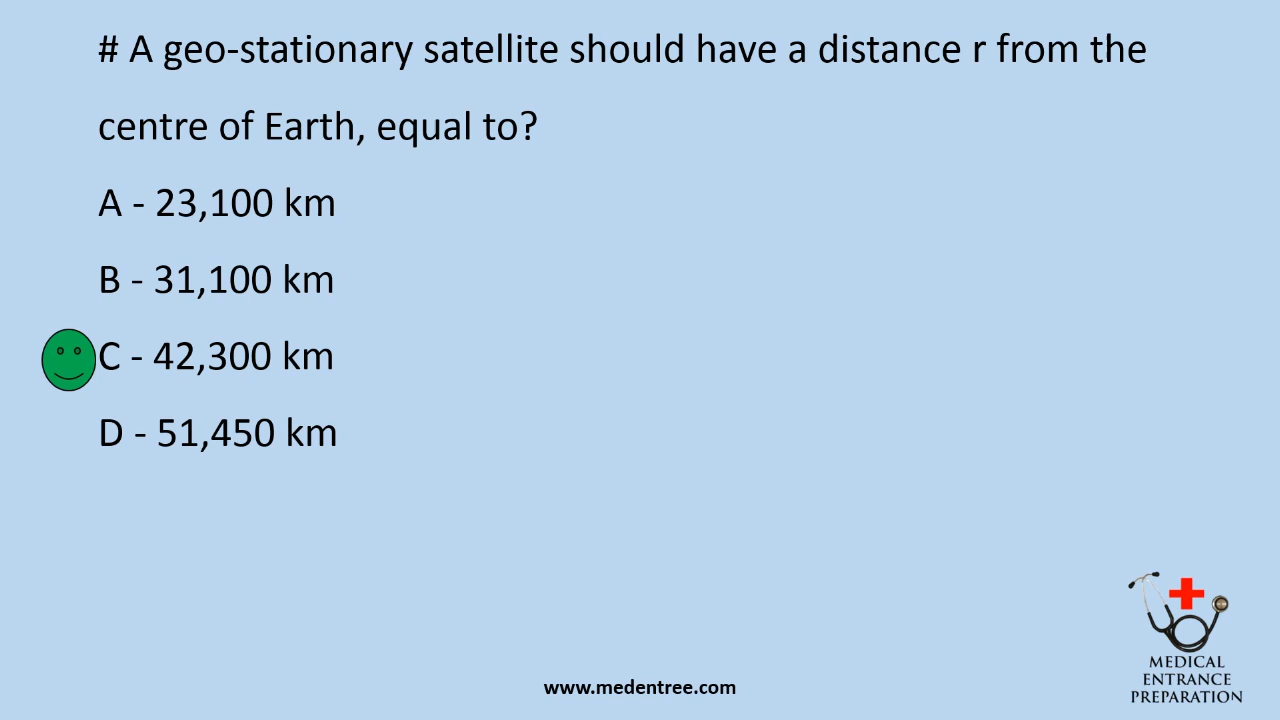 # A geo-stationary satellite should have a distance r from the
centre of Earth, equal to?
A - 23,100 km
B - 31,100 km
C - 42,300 km
D - 51,450 km
MEDICAL
ENTRANCE
PREPARATION
www.medentree.com